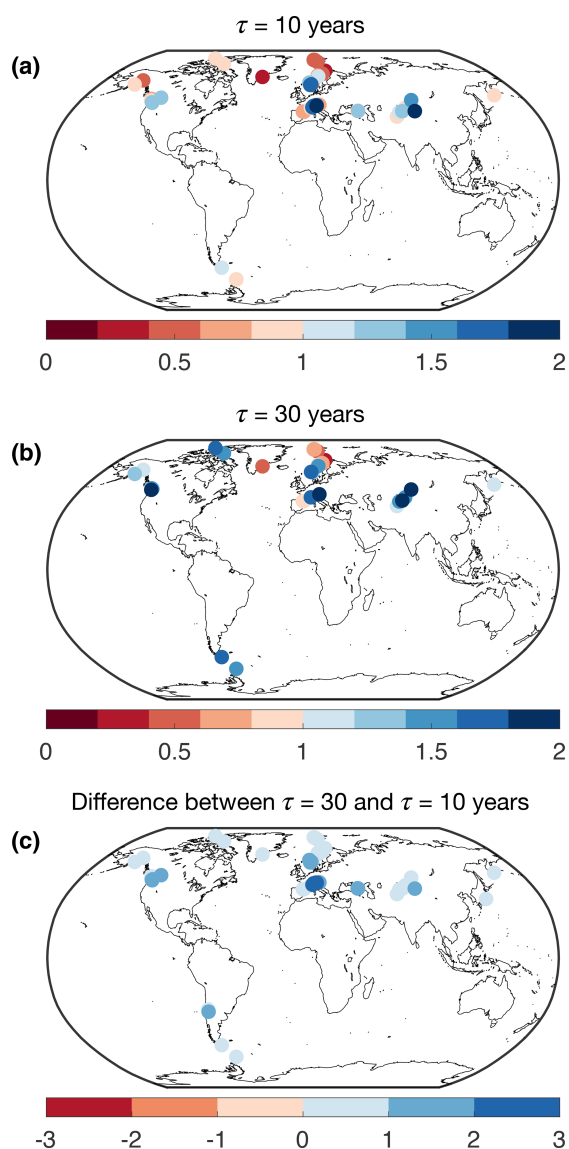 τ = 10 years
(a)
0 0.5 1 1.5 2
τ = 30 years
(b)
0 0.5 1 1.5 2
Difference between τ = 30 and τ = 10 years
(c)
-3 -2 -1 0 1 2 3